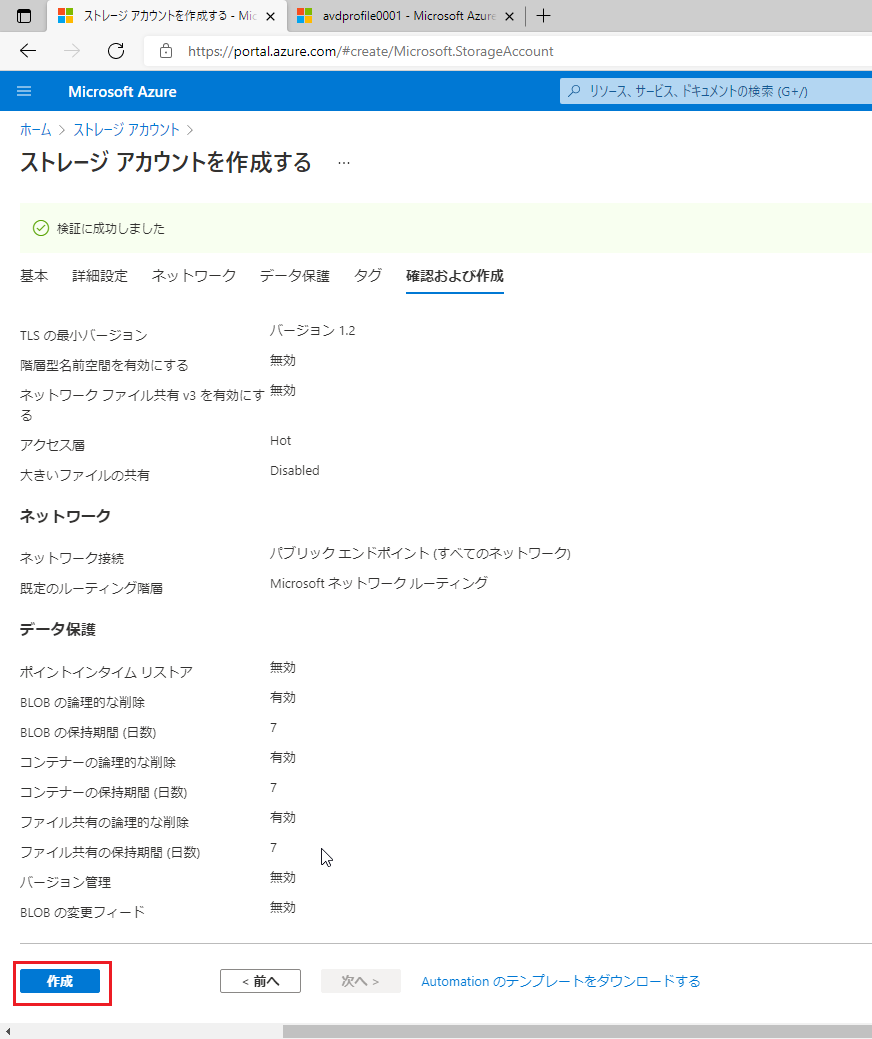 ストレージ アカウントを作成する - Mic
avdprofile0001 - Microsoft Azure
https://portal.azure.com/#create/Microsoft.StorageAccount
Microsoft Azure
リソース、サービス、ドキュメントの検索 (G+/)
ホーム > ストレージ アカウント >
ストレージ アカウントを作成する ...
検証に成功しました
基本 詳細設定 ネットワーク データ保護 タグ 確認および作成
TLS の最小バージョン バージョン 1.2
階層型名前空間を有効にする 無効
ネットワーク ファイル共有 v3 を有効にす 無効
る
アクセス層 Hot
大きいファイルの共有 Disabled
ネットワーク
ネットワーク接続 パブリック エンドポイント (すべてのネットワーク)
既定のルーティング階層 Microsoft ネットワーク ルーティング
データ保護
ポイントインタイム リストア 無効
BLOB の論理的な削除 有効
BLOB の保持期間 (日数) 7
コンテナーの論理的な削除 有効
コンテナーの保持期間 (日数) 7
ファイル共有の論理的な削除 有効
ファイル共有の保持期間 (日数) 7
バージョン管理 無効
BLOB の変更フィード 無効
作成 < 前へ 次へ > Automation のテンプレートをダウンロードする